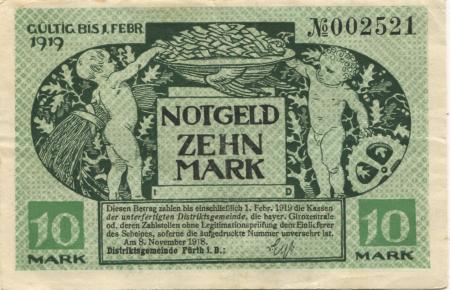 GÜLTIG BIS 1. FEBR.
1919
№ 002521
NOTGELD
ZEHN
MARK
Diesen Betrag zahlen bis einschließlich 1. Febr. 1919 die Kassen
der unterfertigten Distriktsgemeinde, die bayer. Girozentrale
od. deren Zahlstellen ohne Legitimationsprüfung dem Einlieferer
des Scheines, soferne die aufgedruckte Nummer unversehrt ist.
Am 8. November 1918.
Distriktsgemeinde Fürth i. B.:
10
MARK
10
MARK